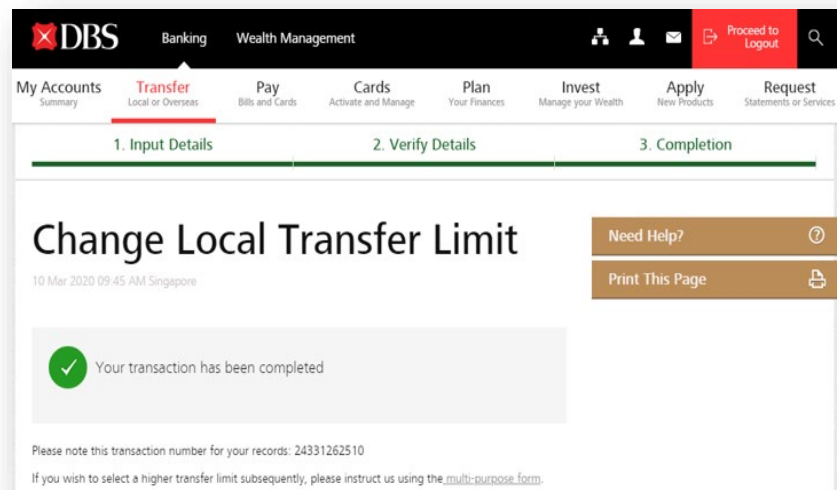 DBS
Banking Wealth Management Proceed to Logout
My Accounts Transfer Pay Cards Plan Invest Apply Request
Summary Local or Overseas Bills and Cards Activate and Manage Your Finances Manage your Wealth New Products Statements or Services
1. Input Details 2. Verify Details 3. Completion
Change Local Transfer Limit
Need Help?
10 Mar 2020 09:45 AM Singapore
Print This Page
Your transaction has been completed
Please note this transaction number for your records: 24331262510
If you wish to select a higher transfer limit subsequently, please instruct us using the multi-purpose form.